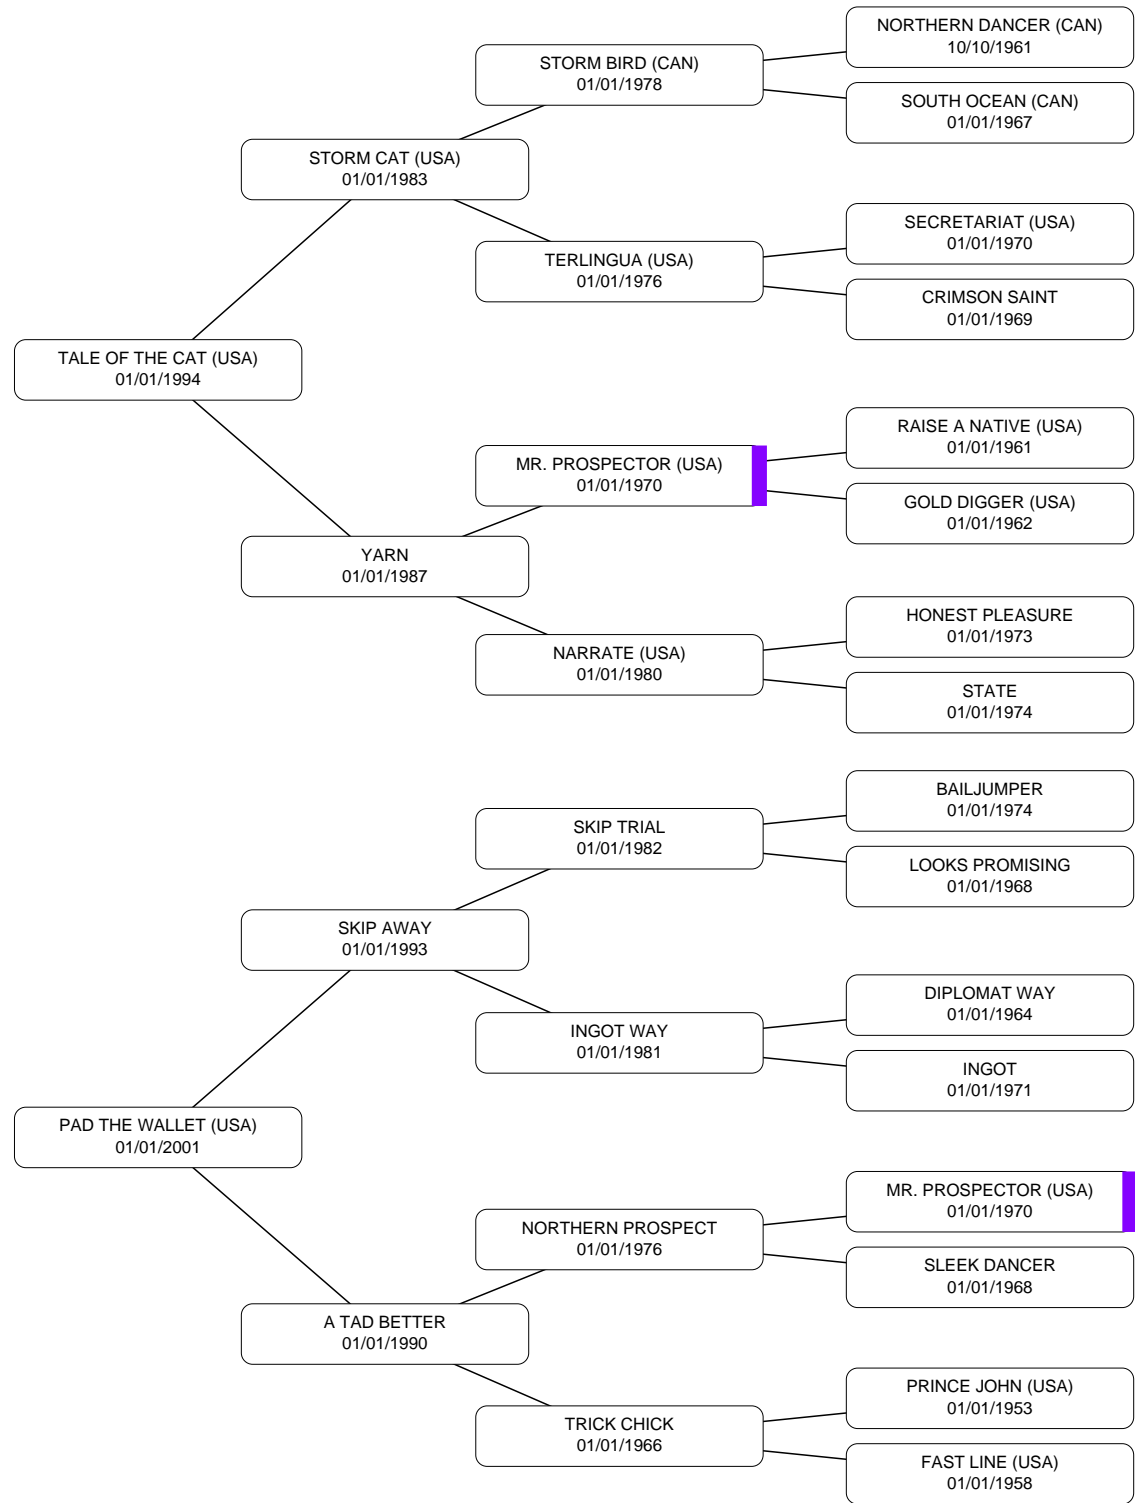 NORTHERN DANCER (CAN)
10/10/1961
STORM BIRD (CAN)
01/01/1978
SOUTH OCEAN (CAN)
01/01/1967
STORM CAT (USA)
01/01/1983
SECRETARIAT (USA)
01/01/1970
TERLINGUA (USA)
01/01/1976
CRIMSON SAINT
01/01/1969
TALE OF THE CAT (USA)
01/01/1994
RAISE A NATIVE (USA)
01/01/1961
MR. PROSPECTOR (USA)
01/01/1970
GOLD DIGGER (USA)
01/01/1962
YARN
01/01/1987
HONEST PLEASURE
01/01/1973
NARRATE (USA)
01/01/1980
STATE
01/01/1974
BAILJUMPER
01/01/1974
SKIP TRIAL
01/01/1982
LOOKS PROMISING
01/01/1968
SKIP AWAY
01/01/1993
DIPLOMAT WAY
01/01/1964
INGOT WAY
01/01/1981
INGOT
01/01/1971
PAD THE WALLET (USA)
01/01/2001
MR. PROSPECTOR (USA)
01/01/1970
NORTHERN PROSPECT
01/01/1976
SLEEK DANCER
01/01/1968
A TAD BETTER
01/01/1990
PRINCE JOHN (USA)
01/01/1953
TRICK CHICK
01/01/1966
FAST LINE (USA)
01/01/1958